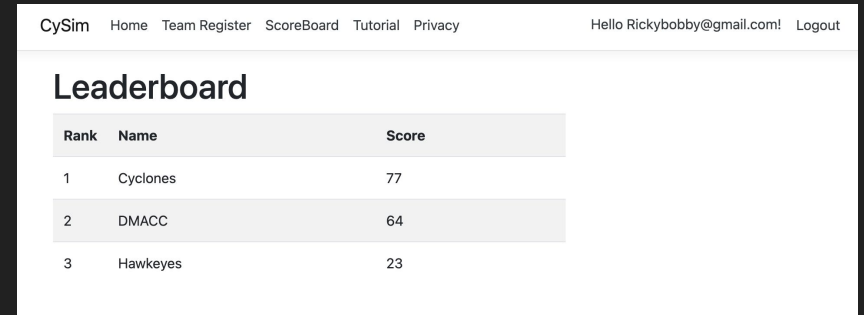 CySim Home Team Register ScoreBoard Tutorial Privacy Hello Rickybobby@gmail.com! Logout
Leaderboard
Rank Name Score
1 Cyclones 77
2 DMACC 64
3 Hawkeyes 23